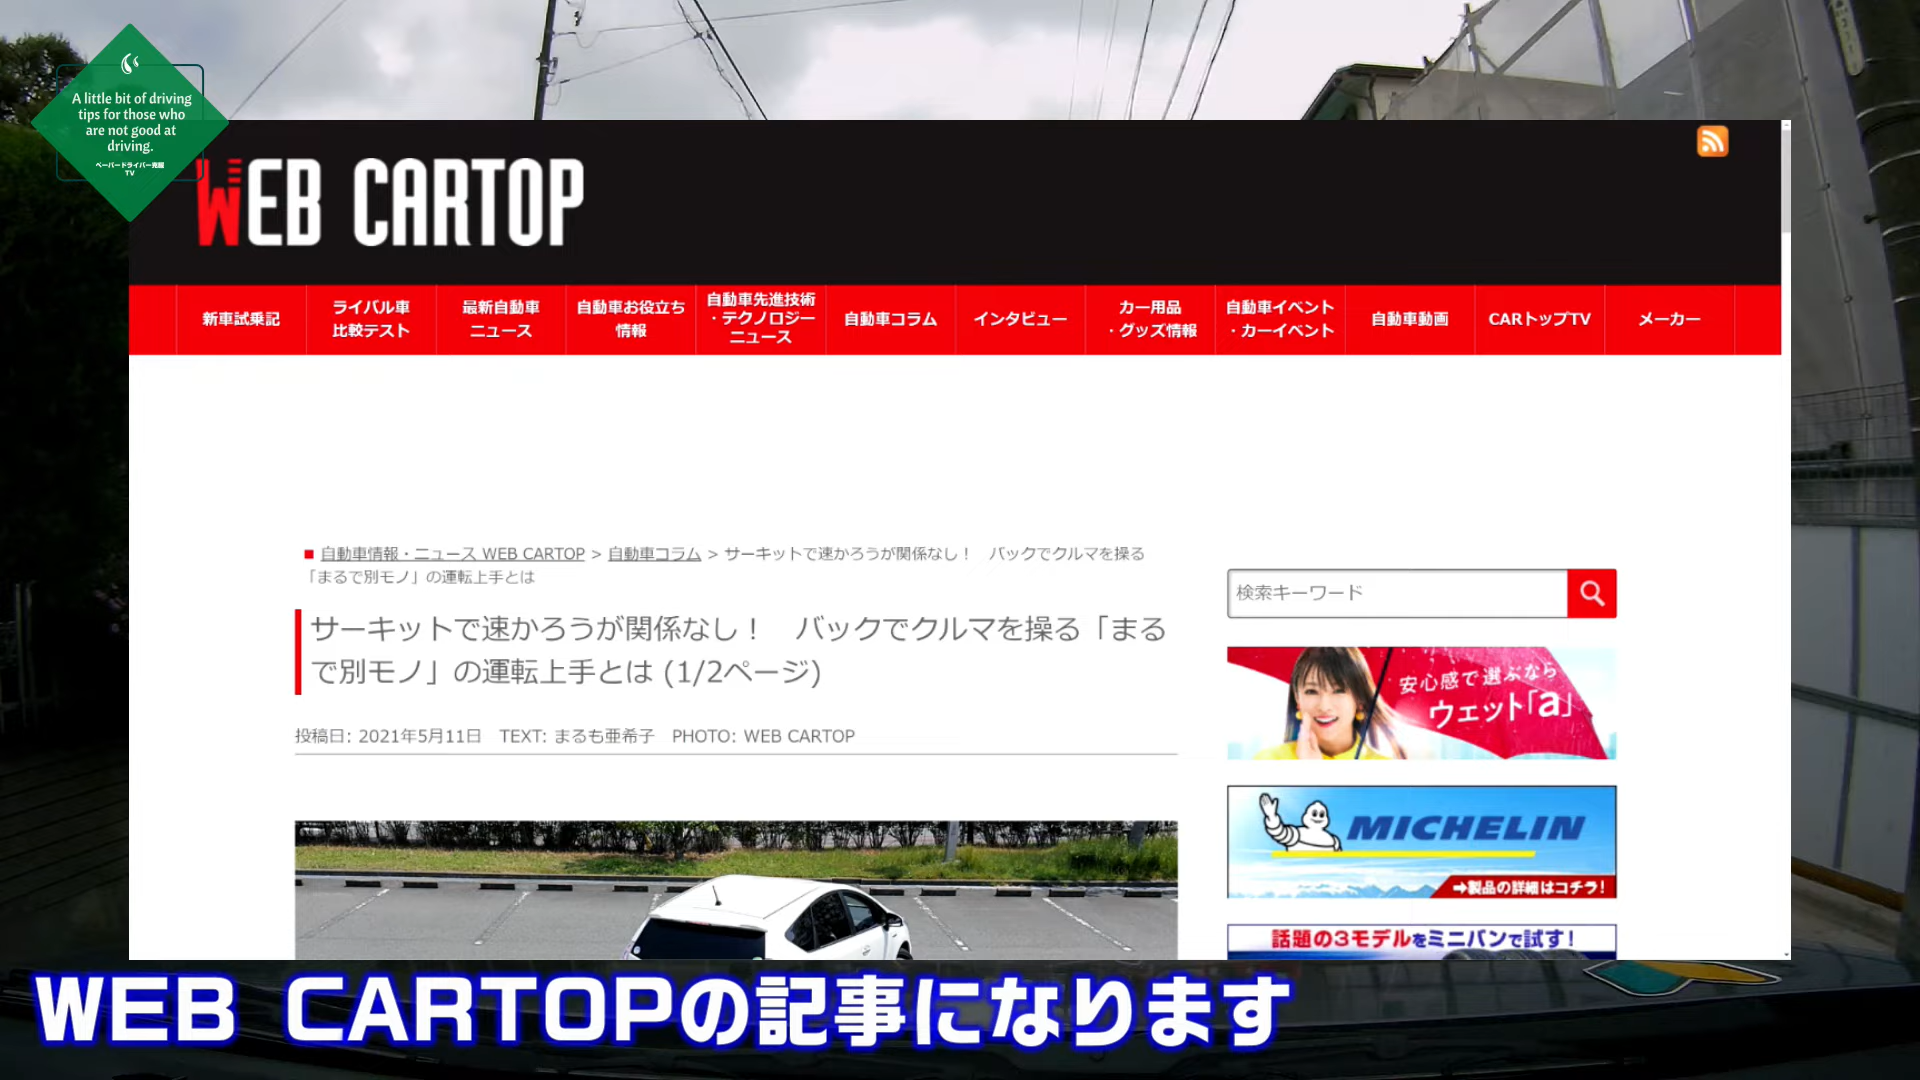 A little bit of driving
tips for those who
are not good at
driving.
ペーパードライバー克服
TV
WEB CARTOP
新車試乗記
ライバル車
比較テスト
最新自動車
ニュース
自動車お役立ち
情報
自動車先進技術
・テクノロジー
ニュース
自動車コラム
インタビュー
カー用品
・グッズ情報
自動車イベント
・カーイベント
自動車動画
CARトップTV
メーカー
自動車情報・ニュース WEB CARTOP > 自動車コラム > サーキットで速かろうが関係なし！　バックでクルマを操る
「まるで別モノ」の運転上手とは
サーキットで速かろうが関係なし！　バックでクルマを操る「まる
で別モノ」の運転上手とは (1/2ページ)
投稿日: 2021年5月11日　TEXT: まるも亜希子　PHOTO: WEB CARTOP
検索キーワード
安心感で選ぶなら
ウェット「a」
MICHELIN
➔製品の詳細はコチラ!
話題の3モデルをミニバンで試す!
WEB CARTOPの記事になります